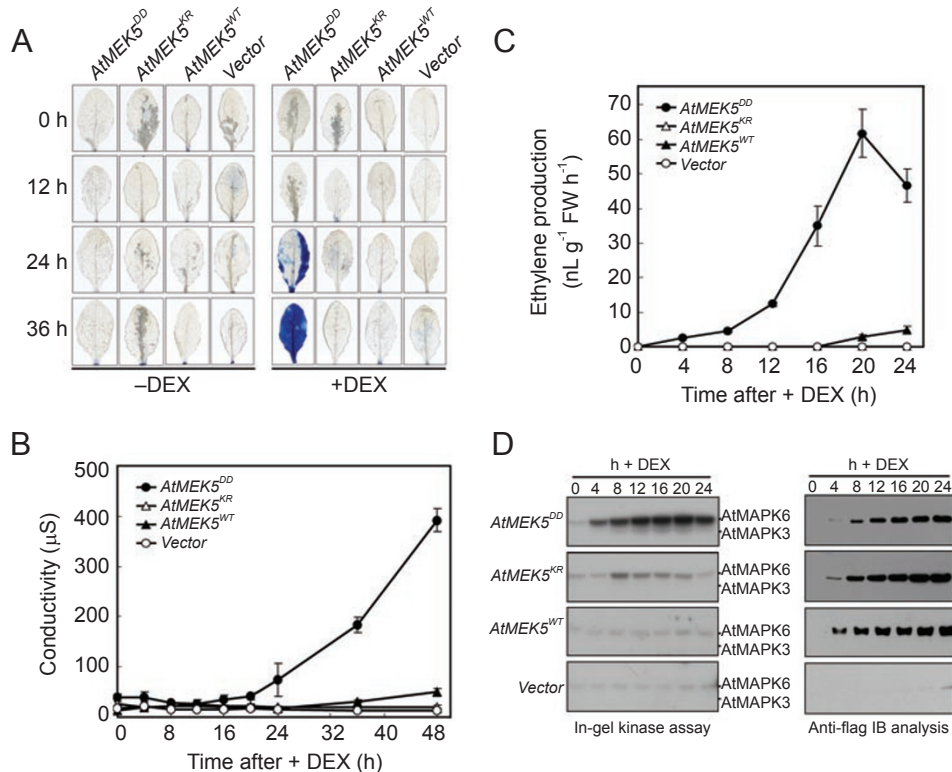 A
AtMEK5DD AtMEK5KR AtMEK5WT Vector AtMEK5DD AtMEK5KR AtMEK5WT Vector
0 h
12 h
24 h
36 h
–DEX +DEX
B
500
400
300
200
100
0
Conductivity (μS)
AtMEK5DD
AtMEK5KR
AtMEK5WT
Vector
0 8 16 24 32 40 48
Time after + DEX (h)
C
70
60
50
40
30
20
10
0
Ethylene production
(nL g-1 FW h-1)
AtMEK5DD
AtMEK5KR
AtMEK5WT
Vector
0 4 8 12 16 20 24
Time after + DEX (h)
D
h + DEX h + DEX
0 4 8 12 16 20 24 0 4 8 12 16 20 24
AtMEK5DD AtMAPK6
AtMAPK3
AtMEK5KR AtMAPK6
AtMAPK3
AtMEK5WT AtMAPK6
AtMAPK3
Vector AtMAPK6
AtMAPK3
In-gel kinase assay Anti-flag IB analysis